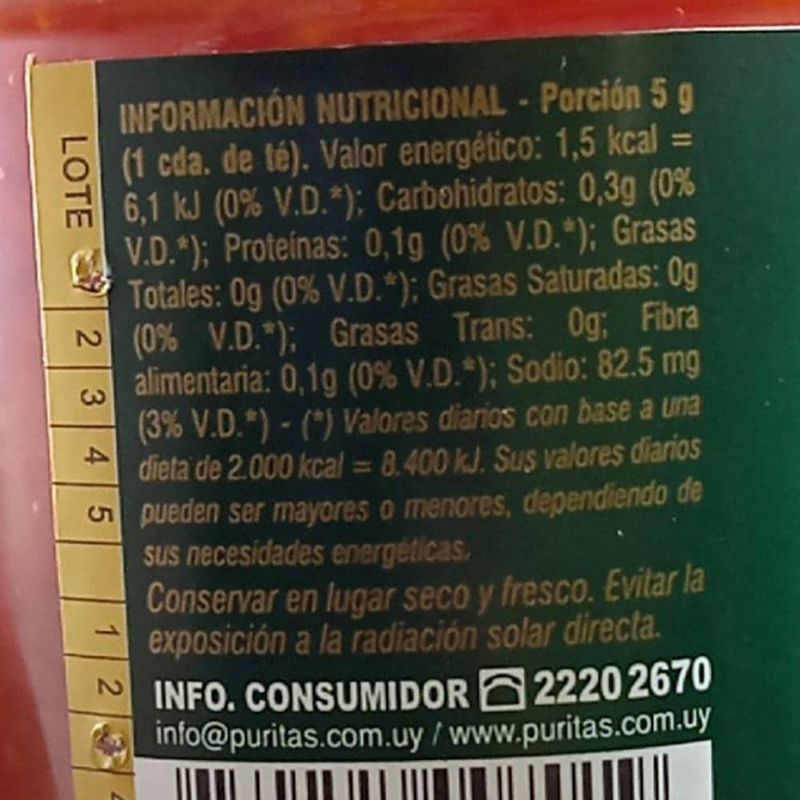 INFORMACIÓN NUTRICIONAL - Porción 5 g
(1 cda. de té). Valor energético: 1,5 kcal =
6,1 kJ (0% V.D.*); Carbohidratos: 0,3g (0%
V.D.*); Proteínas: 0,1g (0% V.D.*); Grasas
Totales: 0g (0% V.D.*); Grasas Saturadas: 0g
(0% V.D.*); Grasas Trans: 0g; Fibra
alimentaria: 0,1g (0% V.D.*); Sodio: 82.5 mg
(3% V.D.*) - (*) Valores diarios con base a una
dieta de 2.000 kcal = 8.400 kJ. Sus valores diarios
pueden ser mayores o menores, dependiendo de
sus necesidades energéticas.
Conservar en lugar seco y fresco. Evitar la
exposición a la radiación solar directa.
INFO. CONSUMIDOR 2220 2670
info@puritas.com.uy / www.puritas.com.uy
LOTE
2
3
4
5
1
2